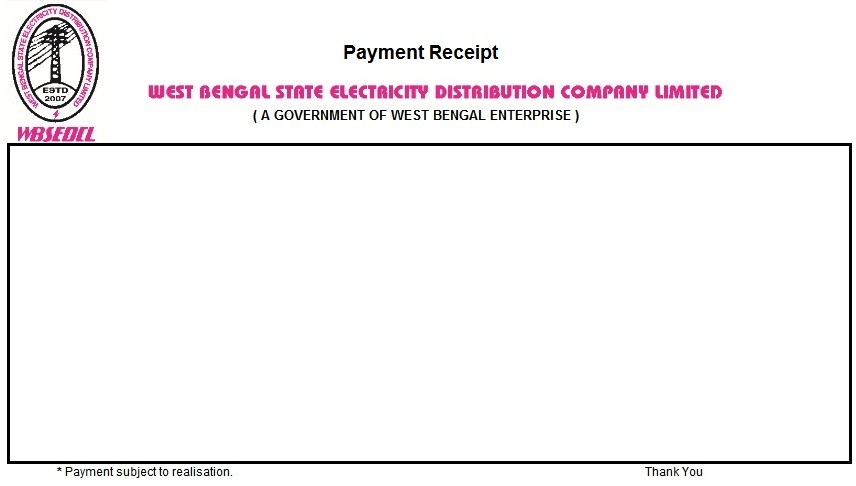 WEST BENGAL STATE ELECTRICITY DISTRIBUTION COMPANY LIMITED
ESTD
2007
WBSEDCL
Payment Receipt
WEST BENGAL STATE ELECTRICITY DISTRIBUTION COMPANY LIMITED
( A GOVERNMENT OF WEST BENGAL ENTERPRISE )
* Payment subject to realisation.
Thank You